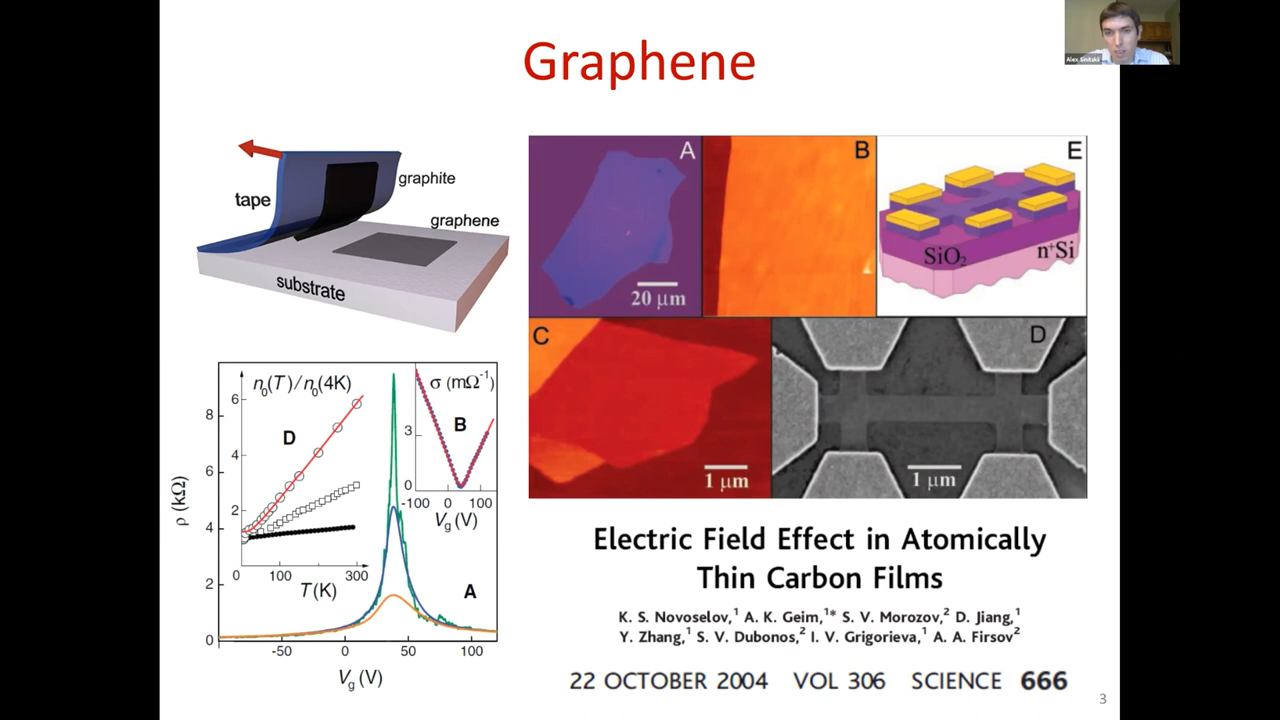 Graphene
Alex Sinitskii
tape
graphite
graphene
substrate
A
B
E
SiO₂
n⁺Si
20 µm
C
D
1 µm
1 µm
n₀(T)/n₀(4K)
6
4
2
0
100
300
T(K)
D
σ (mΩ⁻¹)
3
0
-100
0
100
Vg (V)
B
ρ (kΩ)
8
6
4
2
0
-50
0
50
100
Vg (V)
A
Electric Field Effect in Atomically
Thin Carbon Films
K. S. Novoselov,¹ A. K. Geim,¹* S. V. Morozov,² D. Jiang,¹
Y. Zhang,¹ S. V. Dubonos,² I. V. Grigorieva,¹ A. A. Firsov²
22 OCTOBER 2004 VOL 306 SCIENCE 666
3